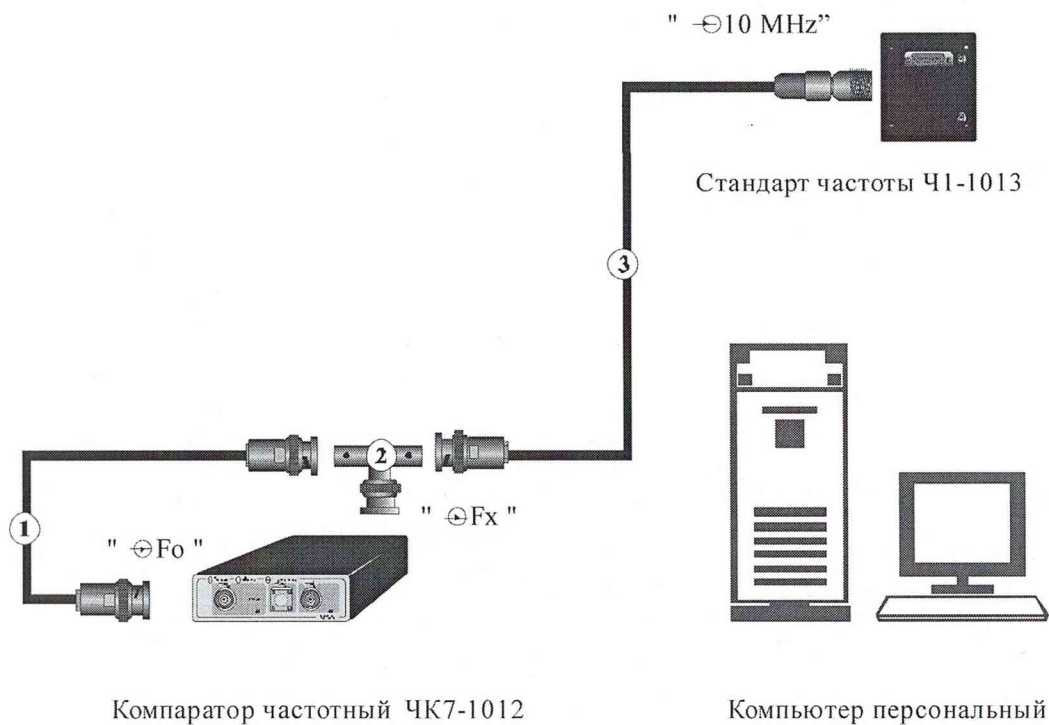 " ⊖10 MHz”
Стандарт частоты Ч1-1013
3
2
" ⊖Fx "
1
" ⊖Fo "
Компаратор частотный ЧК7-1012
Компьютер персональный